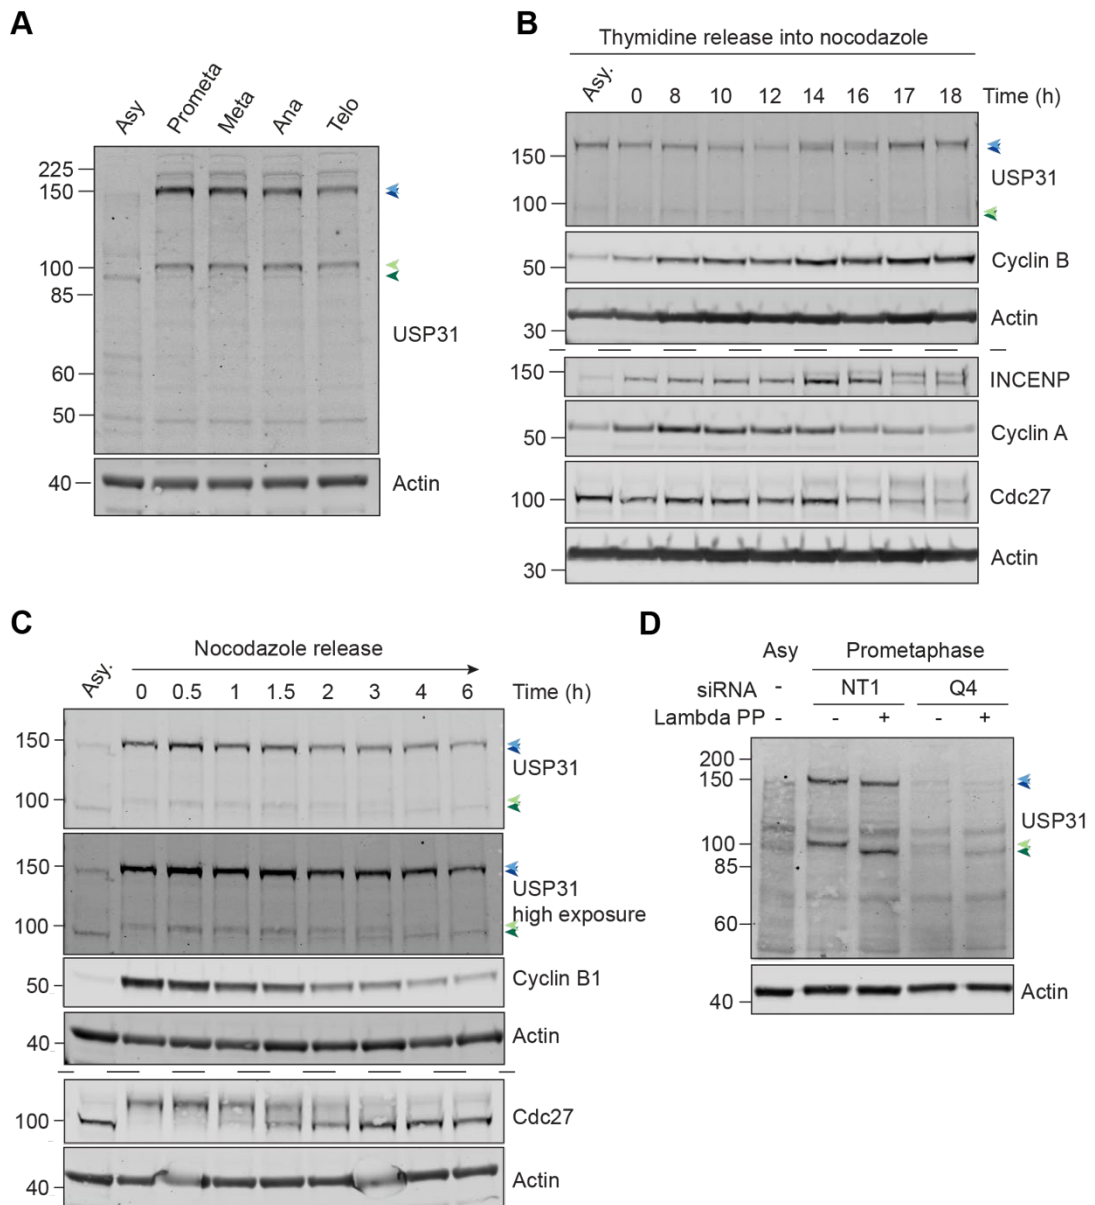 A
Asy Prometa Meta Ana Telo
225
150
100
85
60
50
USP31
40
Actin
B
Thymidine release into nocodazole
Asy. 0 8 10 12 14 16 17 18 Time (h)
150
USP31
100
50 Cyclin B
Actin
30
150 INCENP
50 Cyclin A
100 Cdc27
Actin
30
C
Nocodazole release
Asy. 0 0.5 1 1.5 2 3 4 6 Time (h)
150
USP31
100
150
USP31
high exposure
100
50 Cyclin B1
40 Actin
100 Cdc27
40 Actin
D
Asy Prometaphase
siRNA - NT1 Q4
Lambda PP - - + - +
200
150
USP31
100
85
60
40 Actin